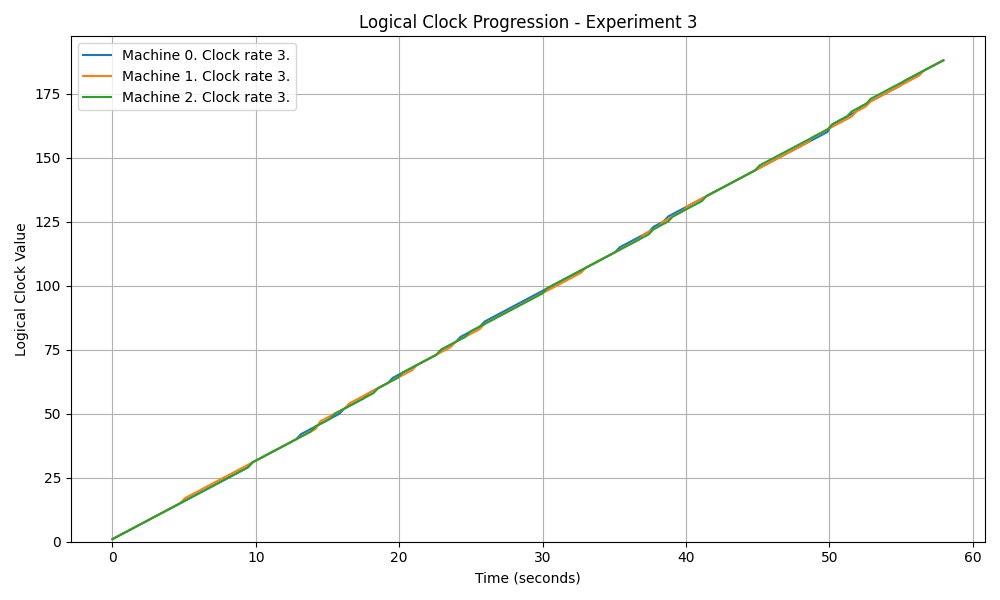 Logical Clock Progression - Experiment 3
Machine 0. Clock rate 3.
Machine 1. Clock rate 3.
Machine 2. Clock rate 3.
Logical Clock Value
175
150
125
100
75
50
25
0
0 10 20 30 40 50 60
Time (seconds)